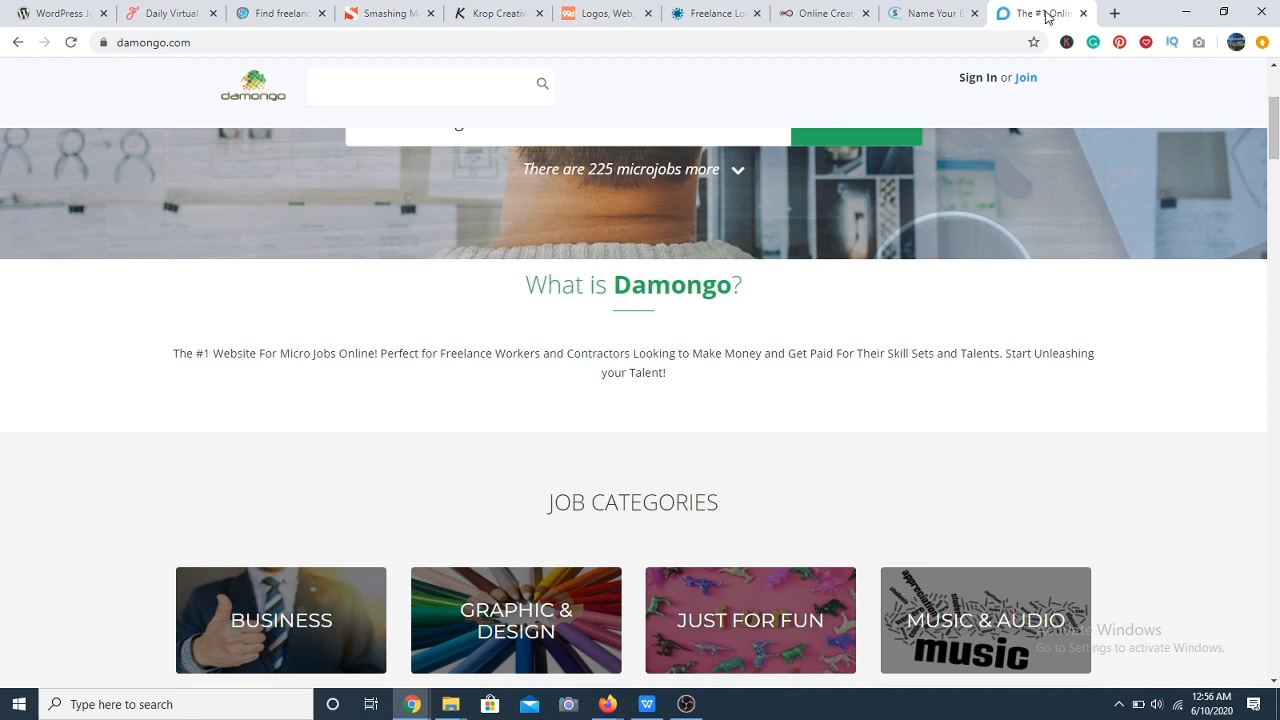 WordPress Jo
Daily Virtual
Find freelanc
Smashing M
Krop Creativ
99d
Logos, Web,
Freelance Lo
Online Creat
Name Your B
The #1 Onlin
damongo.com
damongo
Sign In or Join
There are 225 microjobs more
What is Damongo?
The #1 Website For Micro Jobs Online! Perfect for Freelance Workers and Contractors Looking to Make Money and Get Paid For Their Skill Sets and Talents. Start Unleashing
your Talent!
JOB CATEGORIES
BUSINESS
GRAPHIC &
DESIGN
JUST FOR FUN
MUSIC & AUDIO
appreciation
music
Activate Windows
Go to Settings to activate Windows.
Type here to search
12:56 AM
6/10/2020